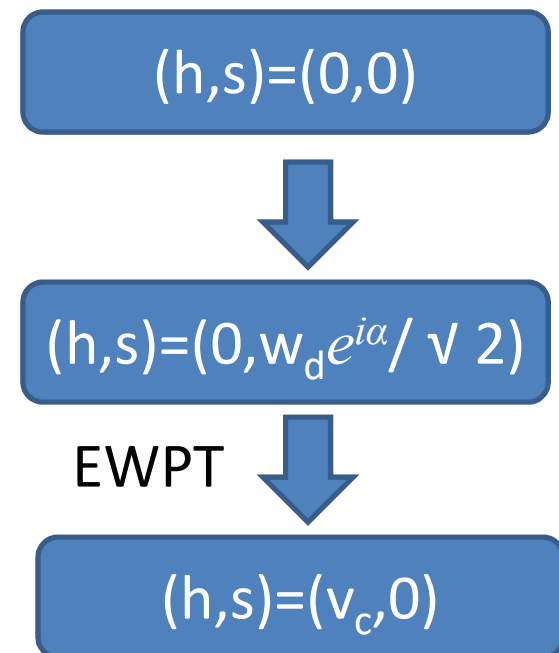 (h,s)=(0,0)
(h,s)=(0,w_d e^{iα}/ √ 2)
EWPT
(h,s)=(v_c,0)